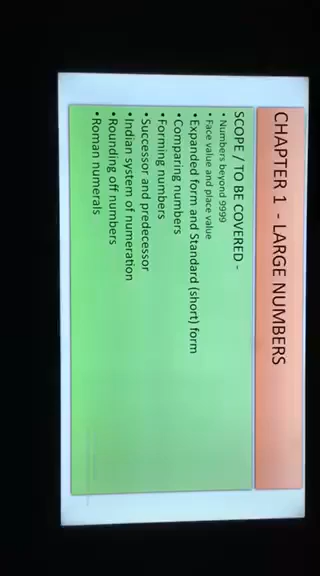 CHAPTER 1 - LARGE NUMBERS
SCOPE / TO BE COVERED -
• Numbers beyond 9999
• Face value and place value
• Expanded form and Standard (short) form
• Comparing numbers
• Forming numbers
• Successor and predecessor
• Indian system of numeration
• Rounding off numbers
• Roman numerals